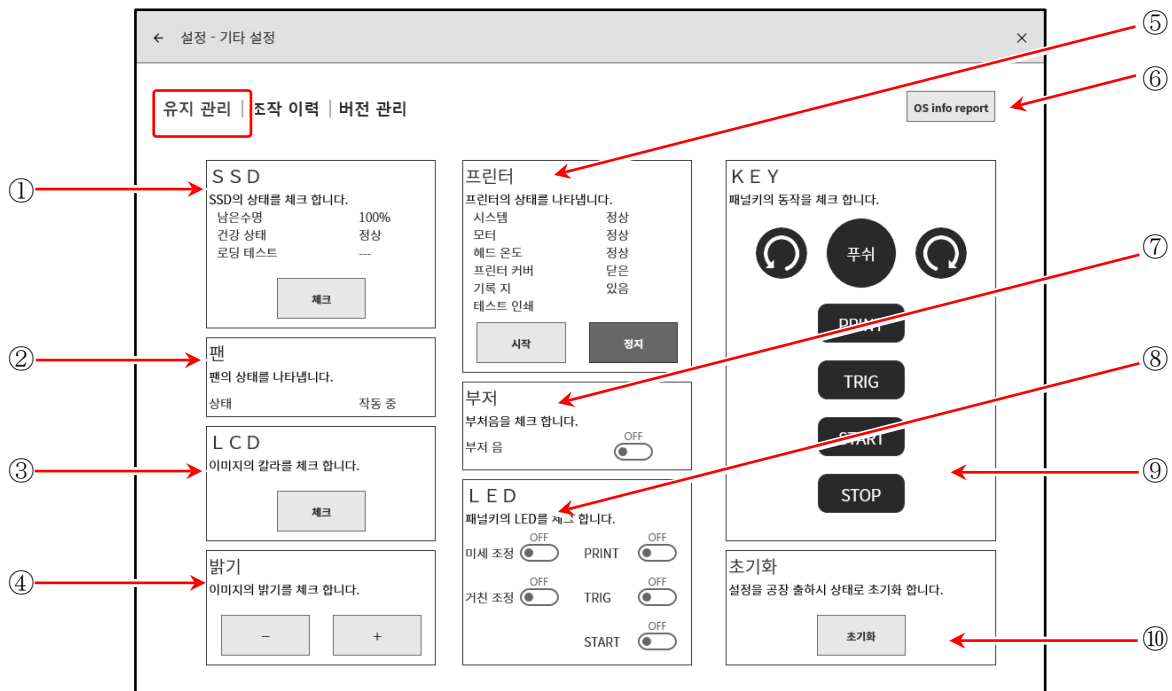 ← 설정 - 기타 설정 ×
유지 관리 | 조작 이력 | 버전 관리
OS info report
①
SSD
SSD의 상태를 체크 합니다.
남은수명 100%
건강 상태 정상
로딩 테스트 ---
체크
②
팬
팬의 상태를 나타냅니다.
상태 작동 중
③
LCD
이미지의 칼라를 체크 합니다.
체크
④
밝기
이미지의 밝기를 체크 합니다.
− +
⑤
프린터
프린터의 상태를 나타냅니다.
시스템 정상
모터 정상
헤드 온도 정상
프린터 커버 닫은
기록 지 있음
테스트 인쇄
시작 정지
⑥
⑦
부저
부처음을 체크 합니다.
부저 음 OFF
⑧
LED
패널키의 LED를 체크 합니다.
OFF OFF
미세 조정 PRINT
OFF OFF
거친 조정 TRIG
OFF
START
KEY
패널키의 동작을 체크 합니다.
푸쉬
PRINT
TRIG
START
STOP
⑨
초기화
설정을 공장 출하시 상태로 초기화 합니다.
초기화
⑩